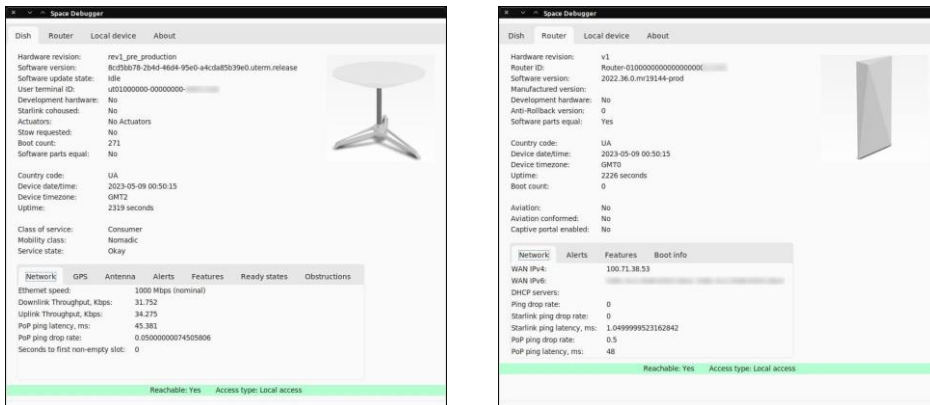 Space Debugger
Dish Router Local device About
Hardware revision: rev1_pre_production
Software version: 8cd5bb78-2b4d-46d4-95e0-a4cda85b39e0.uterm.release
Software update state: Idle
User terminal ID: ut01000000-00000000-
Development hardware: No
Starlink cohoused: No
Actuators: No Actuators
Stow requested: No
Boot count: 271
Software parts equal: No
Country code: UA
Device date/time: 2023-05-09 00:50:15
Device timezone: GMT2
Uptime: 2319 seconds
Class of service: Consumer
Mobility class: Nomadic
Service state: Okay
Network GPS Antenna Alerts Features Ready states Obstructions
Ethernet speed: 1000 Mbps (nominal)
Downlink Throughput, Kbps: 31.752
Uplink Throughput, Kbps: 34.275
PoP ping latency, ms: 45.381
PoP ping drop rate: 0.05000000074505806
Seconds to first non-empty slot: 0
Reachable: Yes Access type: Local access
Space Debugger
Dish Router Local device About
Hardware revision: v1
Router ID:
Software version: 2022.36.0.mr19144-prod
Manufactured version:
Development hardware: No
Anti-Rollback version: 0
Software parts equal: Yes
Country code: UA
Device date/time: 2023-05-09 00:50:15
Device timezone: GMT0
Uptime: 2226 seconds
Boot count: 0
Aviation: No
Aviation conformed: No
Captive portal enabled: No
Network Alerts Features Boot info
WAN IPv4: 100.71.38.53
WAN IPv6:
DHCP servers:
Ping drop rate: 0
Starlink ping drop rate: 0
Starlink ping latency, ms: 1.0499999523162842
PoP ping drop rate: 0.5
PoP ping latency, ms: 48
Reachable: Yes Access type: Local access